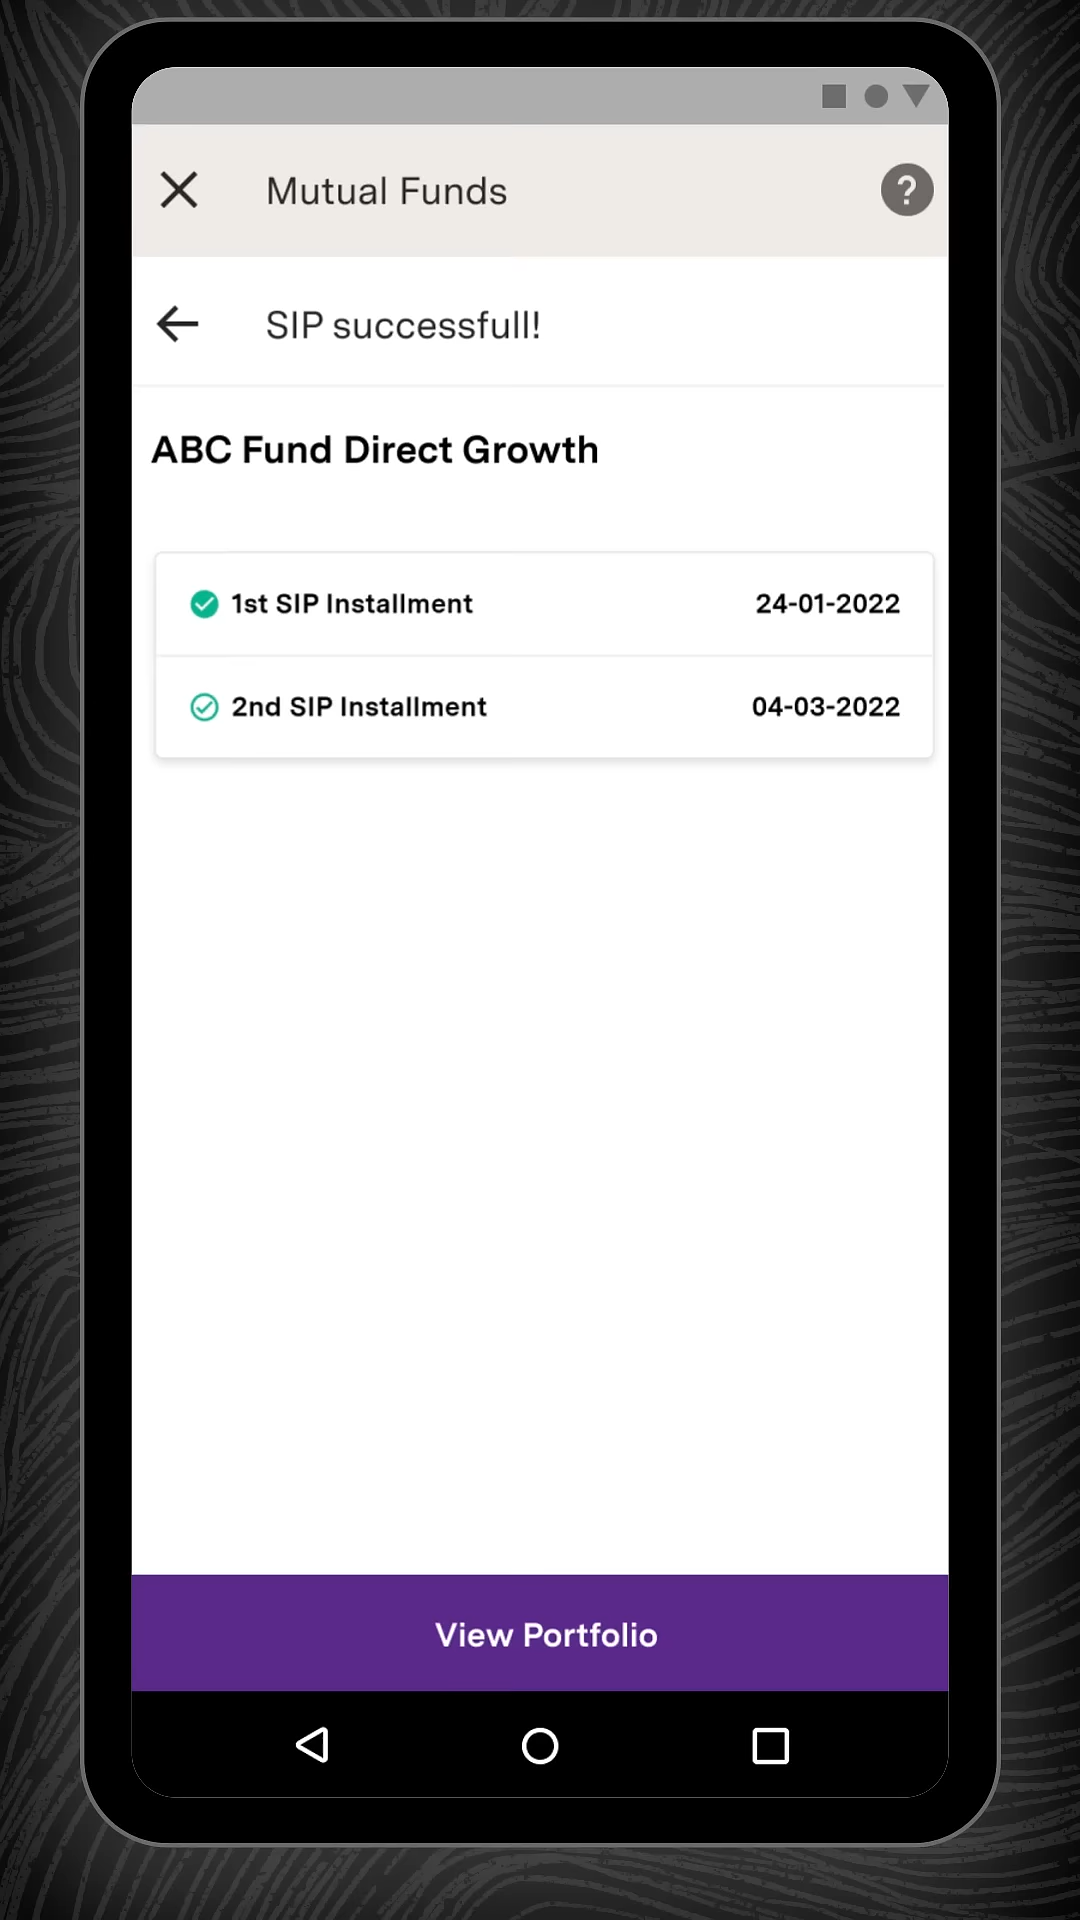 Mutual Funds
?
SIP successfull!
ABC Fund Direct Growth
1st SIP Installment 24-01-2022
2nd SIP Installment 04-03-2022
View Portfolio